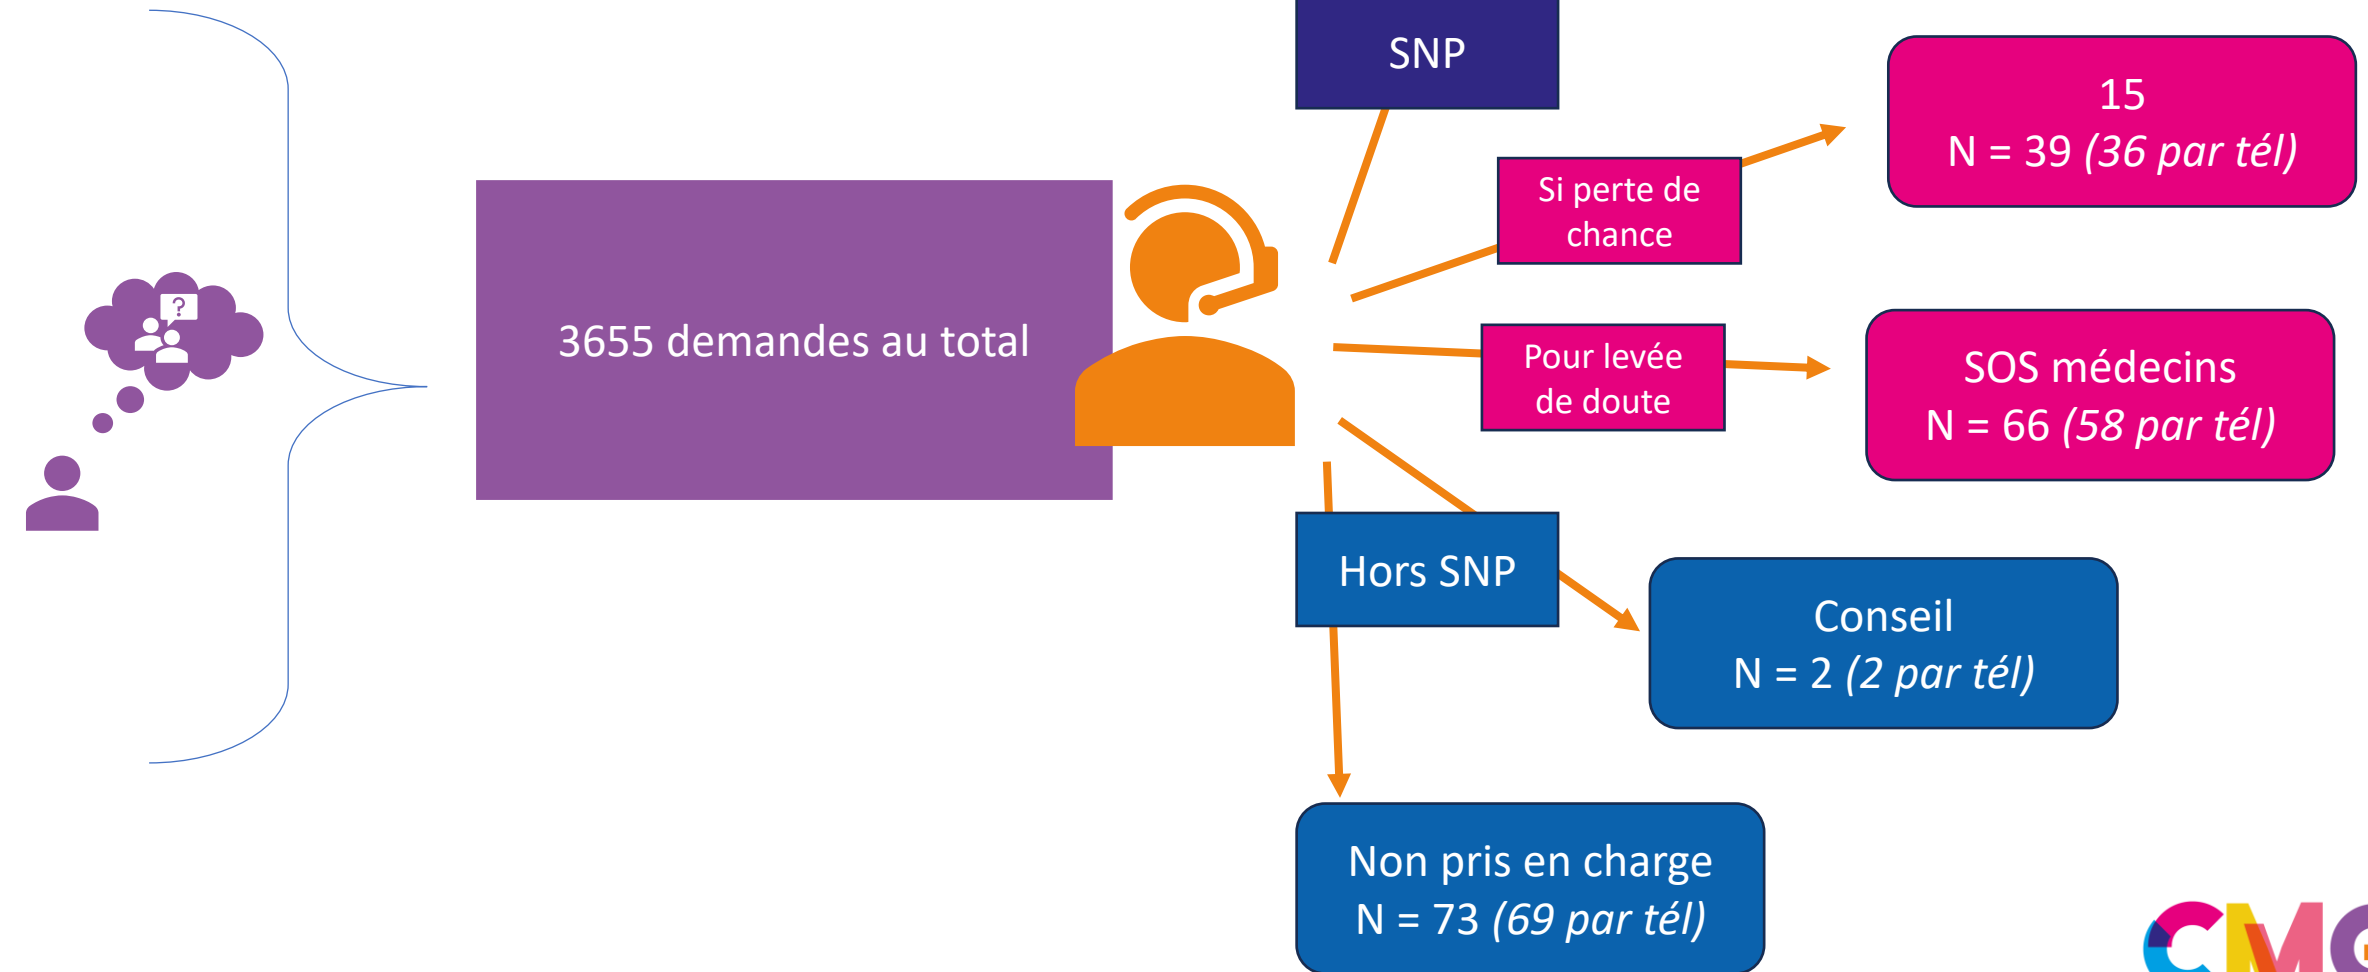 SNP
15
N = 39 (36 par tél)
Si perte de
chance
3655 demandes au total
?
Pour levée
de doute
SOS médecins
N = 66 (58 par tél)
Hors SNP
Conseil
N = 2 (2 par tél)
Non pris en charge
N = 73 (69 par tél)
CMG